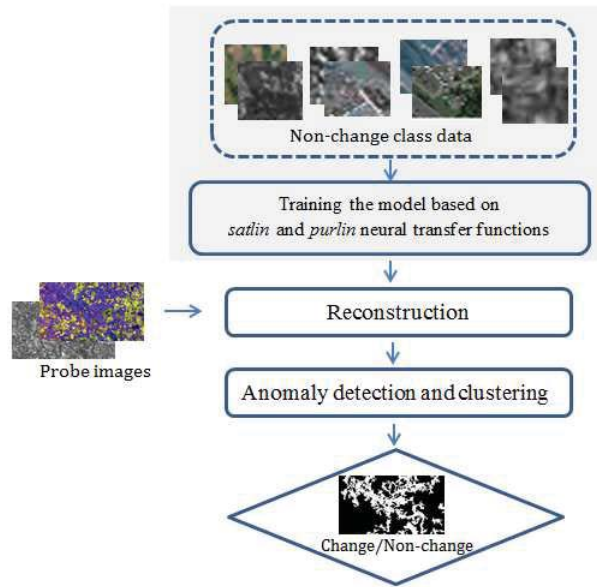 Non-change class data
Training the model based on
satlin and purlin neural transfer functions
Reconstruction
Probe images
Anomaly detection and clustering
Change/Non-change